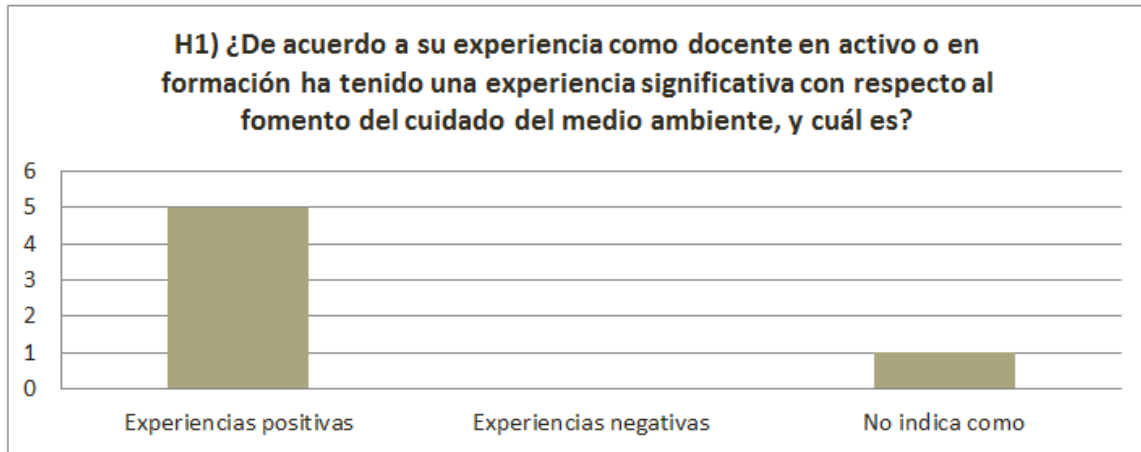 H1) ¿De acuerdo a su experiencia como docente en activo o en
formación ha tenido una experiencia significativa con respecto al
fomento del cuidado del medio ambiente, y cuál es?
6
5
4
3
2
1
0
Experiencias positivas
Experiencias negativas
No indica como